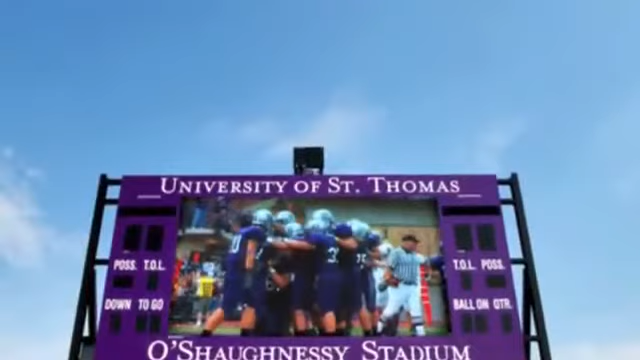 UNIVERSITY OF ST. THOMAS
POSS. T.O.L.
T.O.L. POSS.
DOWN TO GO
BALL ON QTR.
O'SHAUGHNESSY STADIUM